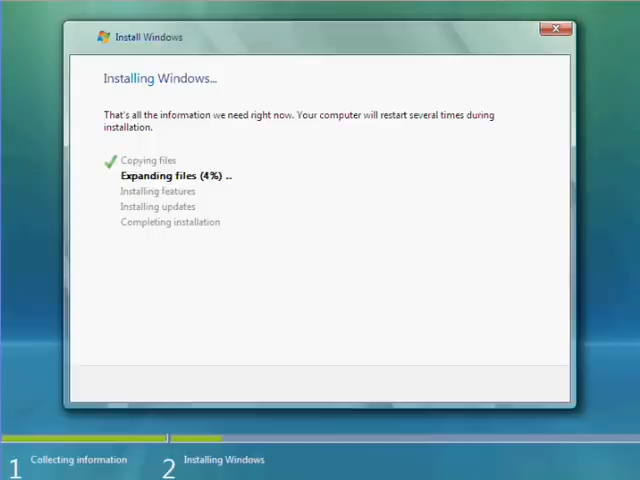 Install Windows
Installing Windows...
That's all the information we need right now. Your computer will restart several times during
installation.
Copying files
Expanding files (4%) ..
Installing features
Installing updates
Completing installation
1 Collecting information
2 Installing Windows